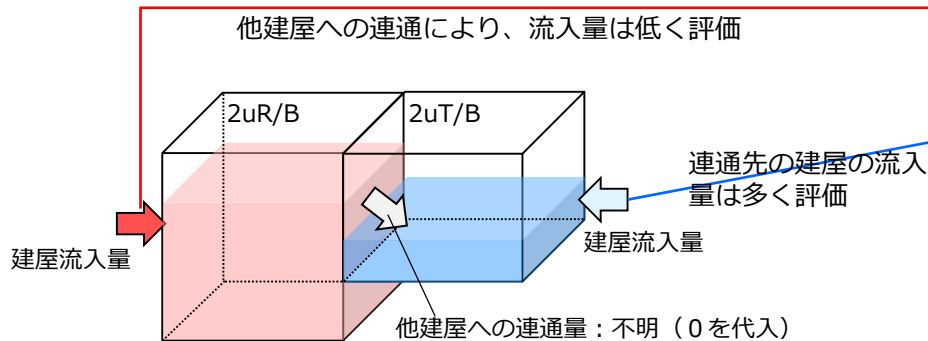 他建屋への連通により、流入量は低く評価
2uR/B
2uT/B
連通先の建屋の流入
量は多く評価
建屋流入量
建屋流入量
他建屋への連通量：不明（０を代入）